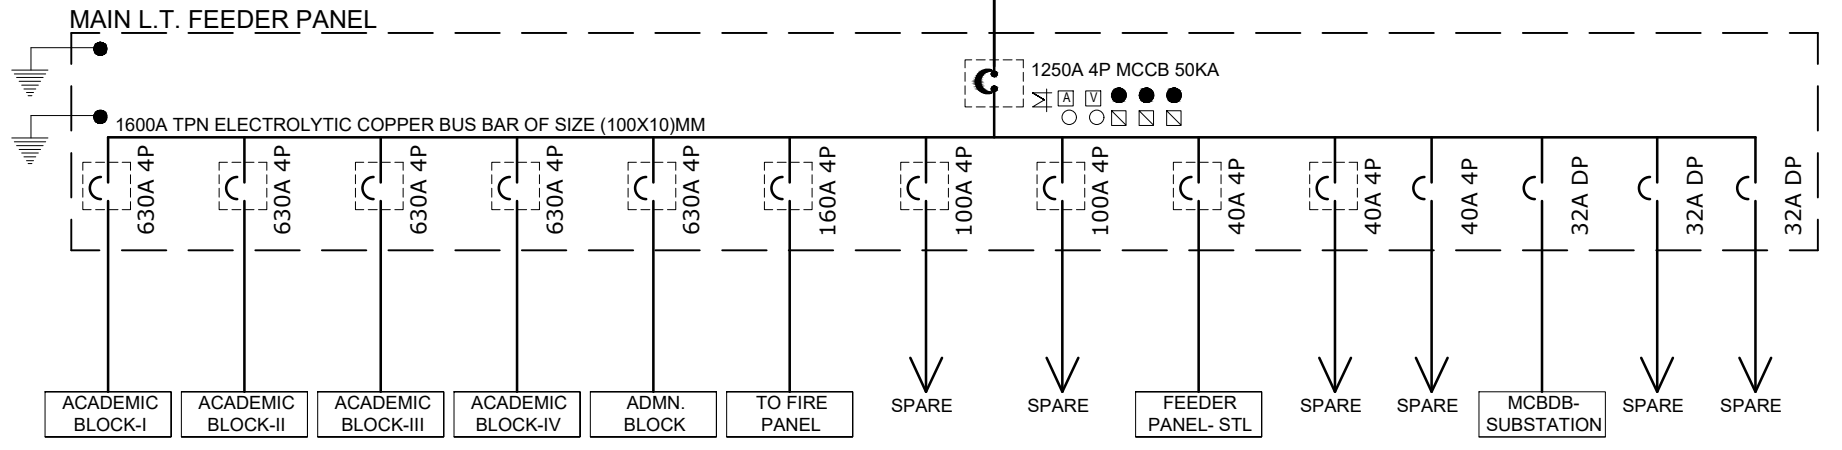 MAIN L.T. FEEDER PANEL
1250A 4P MCCB 50KA
A V
1600A TPN ELECTROLYTIC COPPER BUS BAR OF SIZE (100X10)MM
630A 4P
630A 4P
630A 4P
630A 4P
630A 4P
160A 4P
100A 4P
100A 4P
40A 4P
40A 4P
40A 4P
32A DP
32A DP
32A DP
ACADEMIC
BLOCK-I
ACADEMIC
BLOCK-II
ACADEMIC
BLOCK-III
ACADEMIC
BLOCK-IV
ADMN.
BLOCK
TO FIRE
PANEL
SPARE
SPARE
FEEDER
PANEL- STL
SPARE
SPARE
MCBDB-
SUBSTATION
SPARE
SPARE